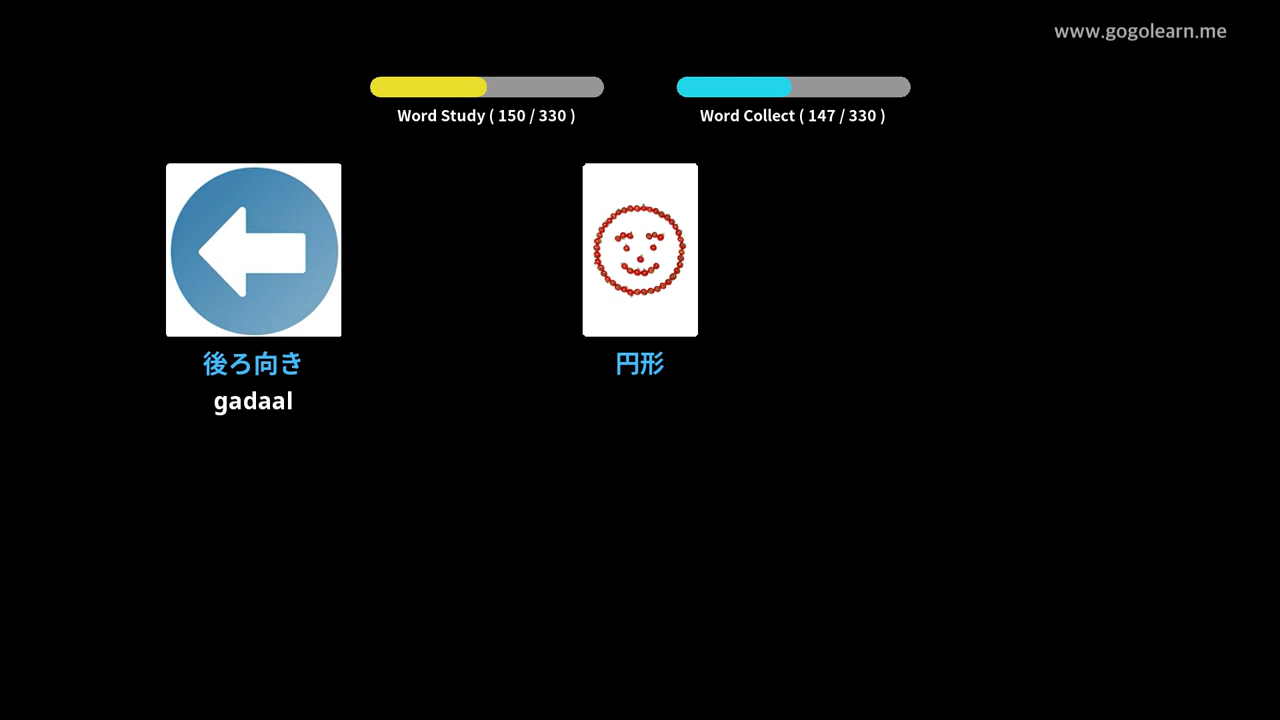 www.gogolearn.me
Word Study ( 150 / 330 )
Word Collect ( 147 / 330 )
後ろ向き
gadaal
円形